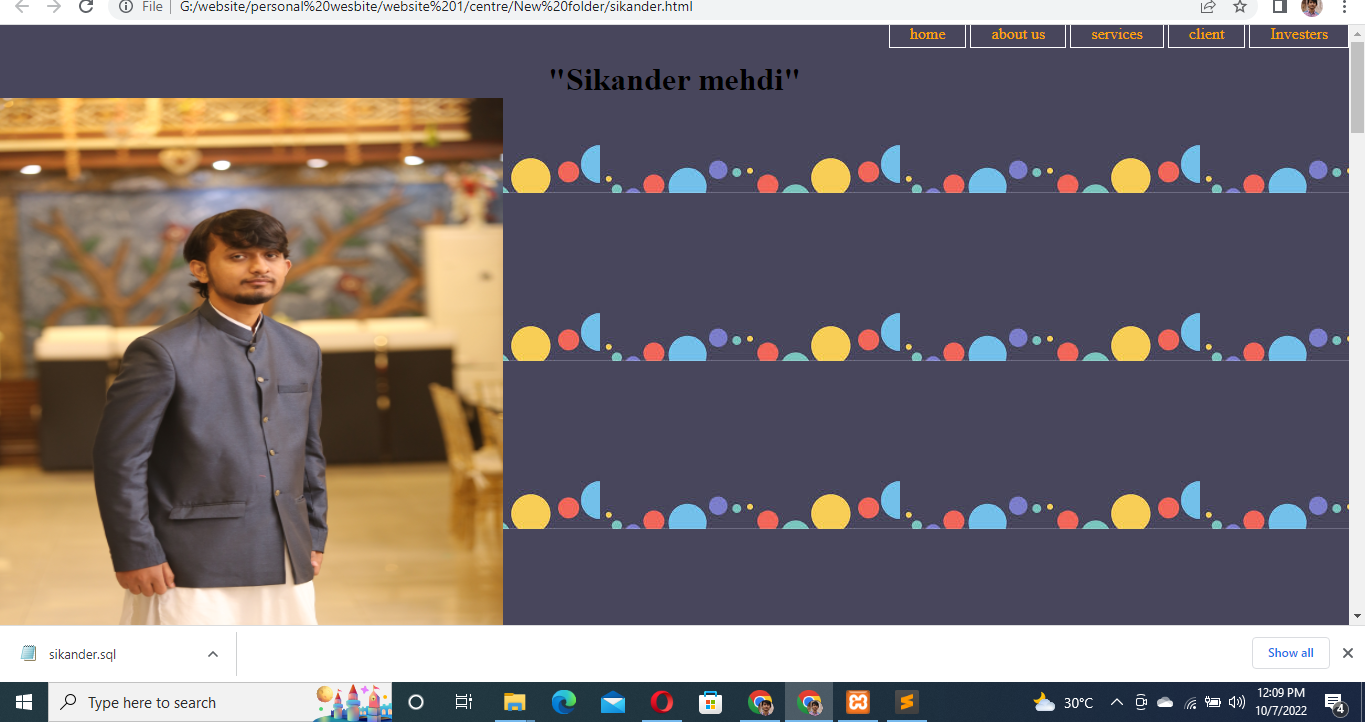 File | G:/website/personal%20wesbite/website%201/centre/New%20folder/sikander.html
home about us services client Investers
"Sikander mehdi"
sikander.sql
Show all
Type here to search
30°C
12:09 PM
10/7/2022
4